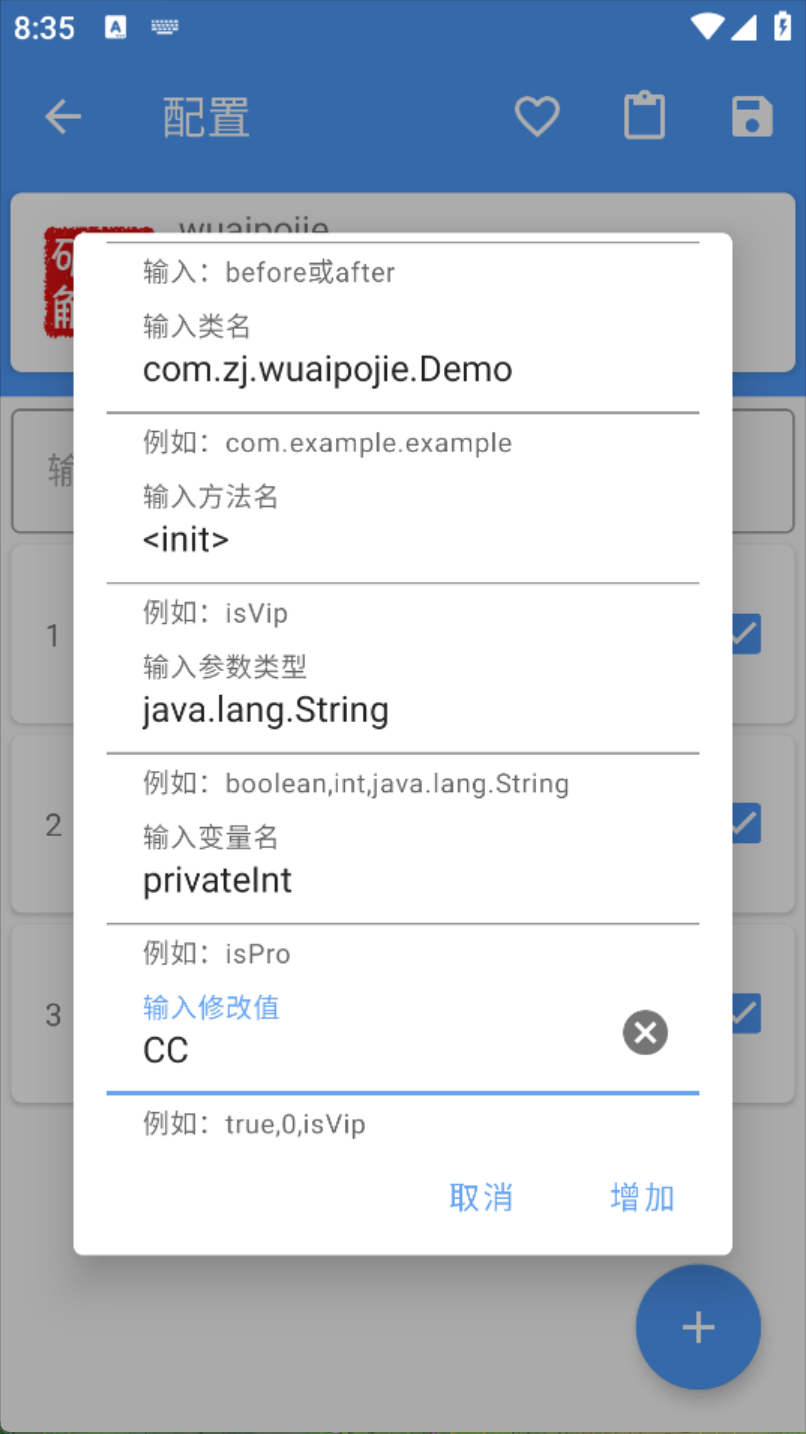 8:35
配置
wuaipojie
破
解
输入：before或after
输入类名
com.zj.wuaipojie.Demo
例如：com.example.example
输
输入方法名
<init>
例如：isVip
1
输入参数类型
java.lang.String
例如：boolean,int,java.lang.String
2
输入变量名
privateInt
例如：isPro
3
输入修改值
CC
例如：true,0,isVip
取消
增加